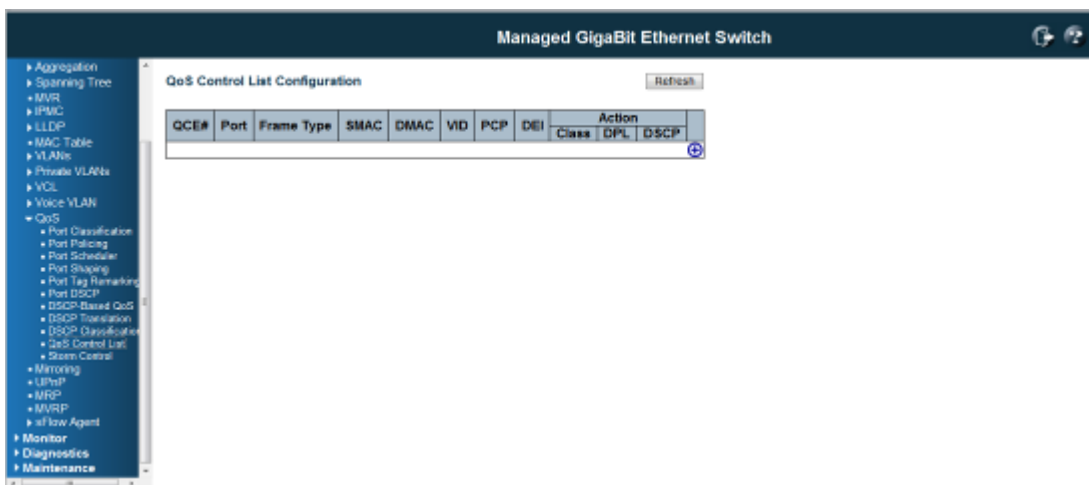 Managed GigaBit Ethernet Switch
Aggregation
Spanning Tree
MVR
IPMC
LLDP
MAC Table
VLANs
Private VLANs
VCL
Voice VLAN
QoS
Port Classification
Port Policing
Port Scheduler
Port Shaping
Port Tag Remarking
Port DSCP
DSCP-Based QoS
DSCP Translation
DSCP Classification
QoS Control List
Storm Control
Mirroring
UPnP
MRP
MVRP
sFlow Agent
Monitor
Diagnostics
Maintenance
QoS Control List Configuration
Refresh
QCE# Port Frame Type SMAC DMAC VID PCP DEI Action
Class DPL DSCP